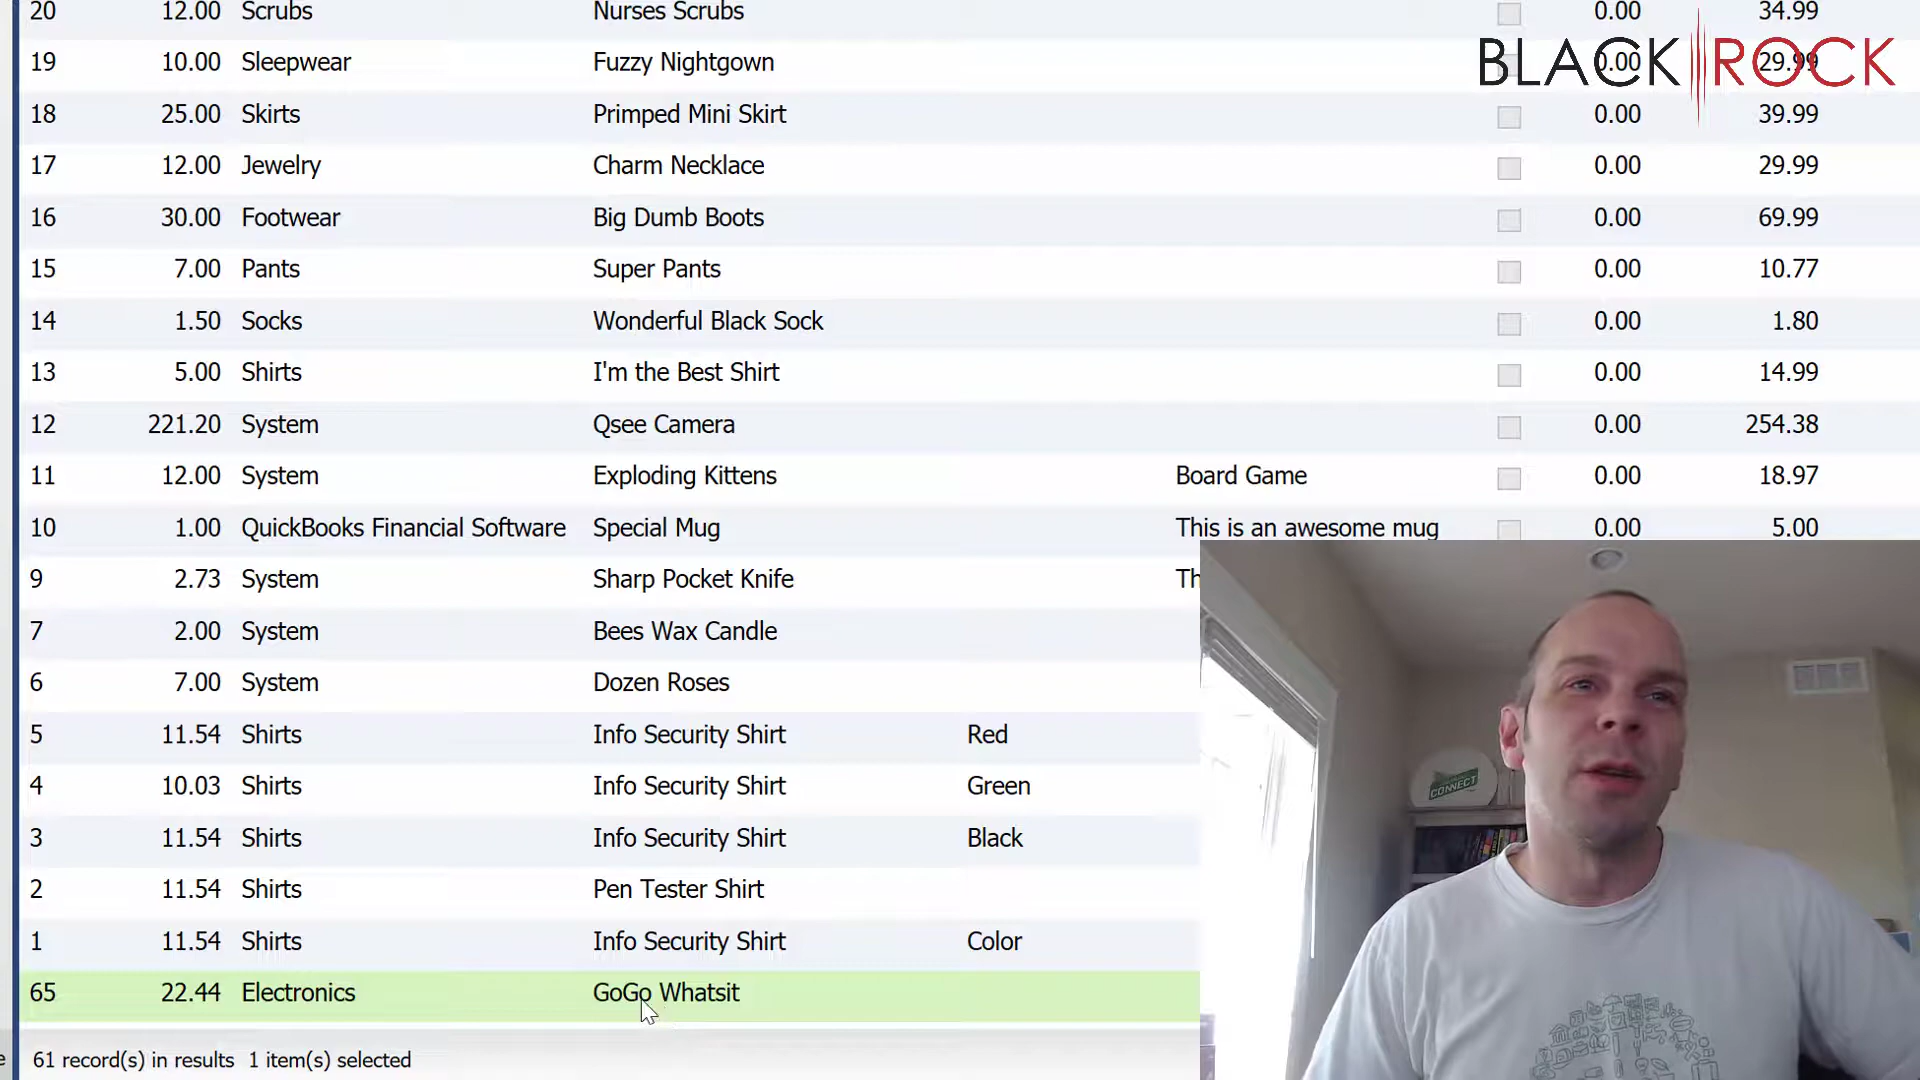 20 12.00 Scrubs Nurses Scrubs 0.00 34.99
19 10.00 Sleepwear Fuzzy Nightgown 0.00 29.99
BLACK ROCK
18 25.00 Skirts Primped Mini Skirt 0.00 39.99
17 12.00 Jewelry Charm Necklace 0.00 29.99
16 30.00 Footwear Big Dumb Boots 0.00 69.99
15 7.00 Pants Super Pants 0.00 10.77
14 1.50 Socks Wonderful Black Sock 0.00 1.80
13 5.00 Shirts I'm the Best Shirt 0.00 14.99
12 221.20 System Qsee Camera 0.00 254.38
11 12.00 System Exploding Kittens Board Game 0.00 18.97
10 1.00 QuickBooks Financial Software Special Mug This is an awesome mug 0.00 5.00
9 2.73 System Sharp Pocket Knife Th
7 2.00 System Bees Wax Candle
6 7.00 System Dozen Roses
5 11.54 Shirts Info Security Shirt Red
4 10.03 Shirts Info Security Shirt Green
CONNECT
3 11.54 Shirts Info Security Shirt Black
2 11.54 Shirts Pen Tester Shirt
1 11.54 Shirts Info Security Shirt Color
65 22.44 Electronics GoGo Whatsit
61 record(s) in results 1 item(s) selected